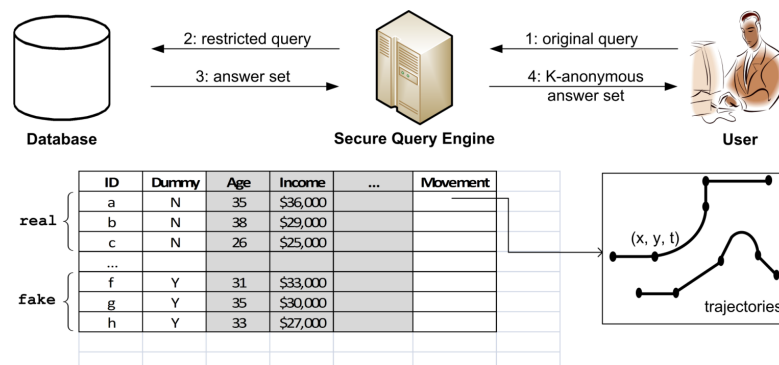 2: restricted query
1: original query
3: answer set
4: K-anonymous
answer set
Database
Secure Query Engine
User
ID Dummy Age Income ... Movement
real
a N 35 $36,000
b N 38 $29,000
c N 26 $25,000
...
fake
f Y 31 $33,000
g Y 35 $30,000
h Y 33 $27,000
(x, y, t)
trajectories